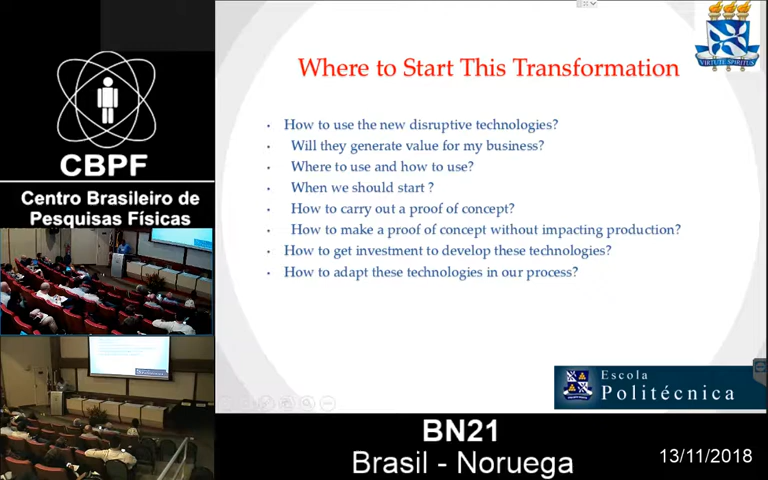 CBPF
Centro Brasileiro de
Pesquisas Físicas
Where to Start This Transformation
How to use the new disruptive technologies?
Will they generate value for my business?
Where to use and how to use?
When we should start ?
How to carry out a proof of concept?
How to make a proof of concept without impacting production?
How to get investment to develop these technologies?
How to adapt these technologies in our process?
VIRTUTE SPIRITUS
Escola
Politécnica
BN21
Brasil - Noruega
13/11/2018